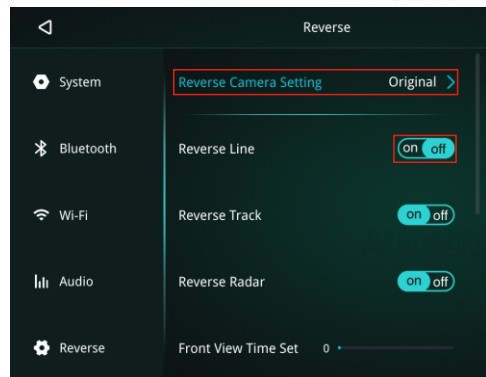 Reverse
System
Reverse Camera Setting Original
Bluetooth
Reverse Line on off
Wi-Fi
Reverse Track on off
Audio
Reverse Radar on off
Reverse
Front View Time Set 0